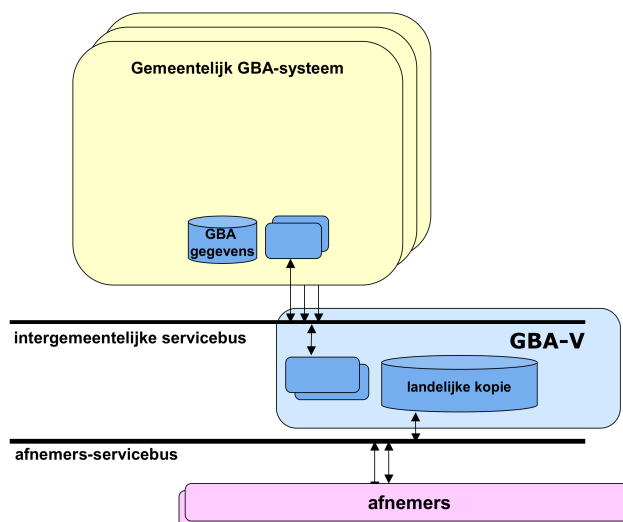 Gemeentelijk GBA-systeem
GBA
gegevens
intergemeentelijke servicebus
GBA-V
landelijke kopie
afnemers-servicebus
afnemers